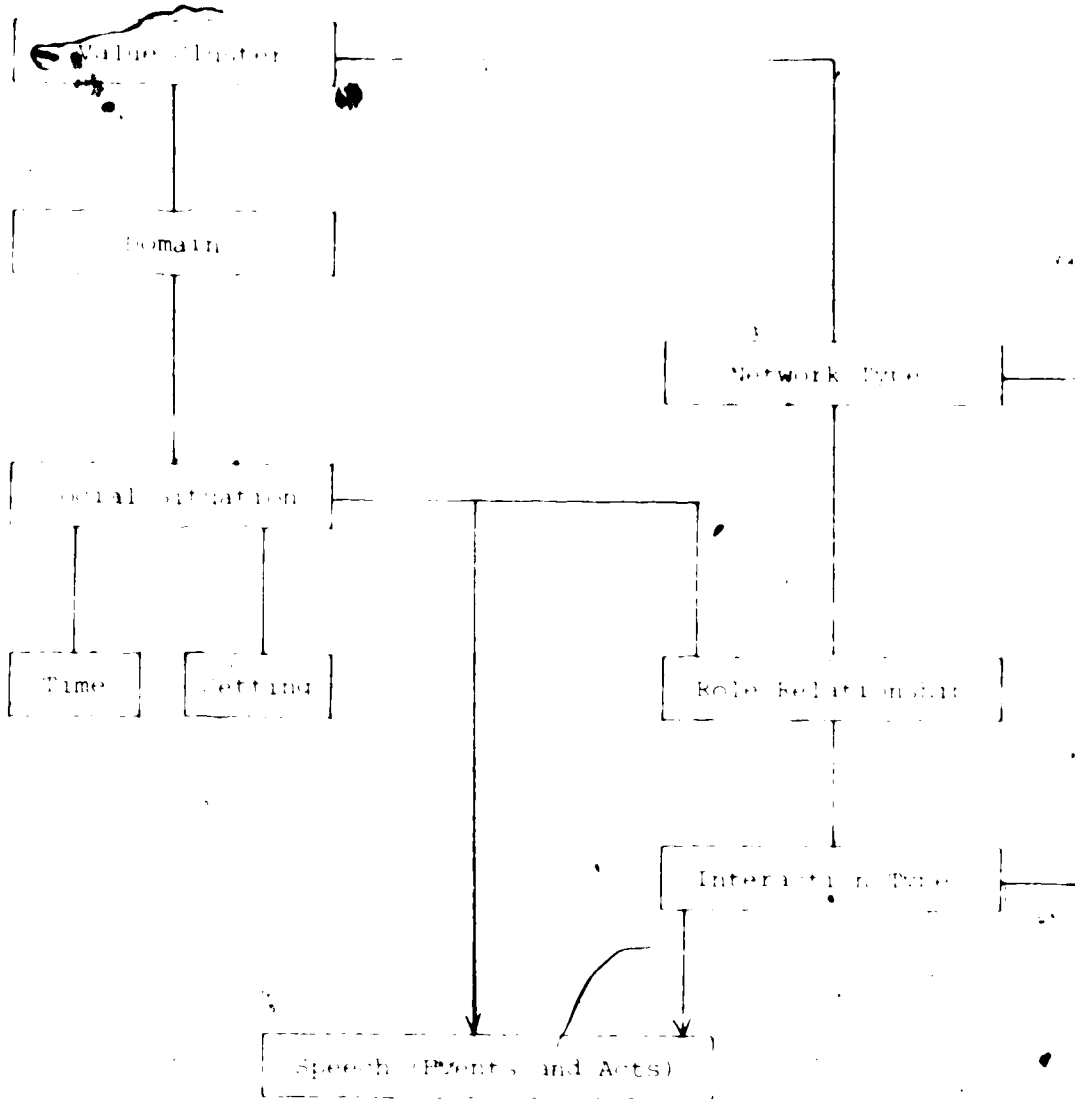 Value Cluster
Domain
Network Type
Social Situation
Time
Setting
Role Relationship
Interaction Type
Speech (Events and Acts)